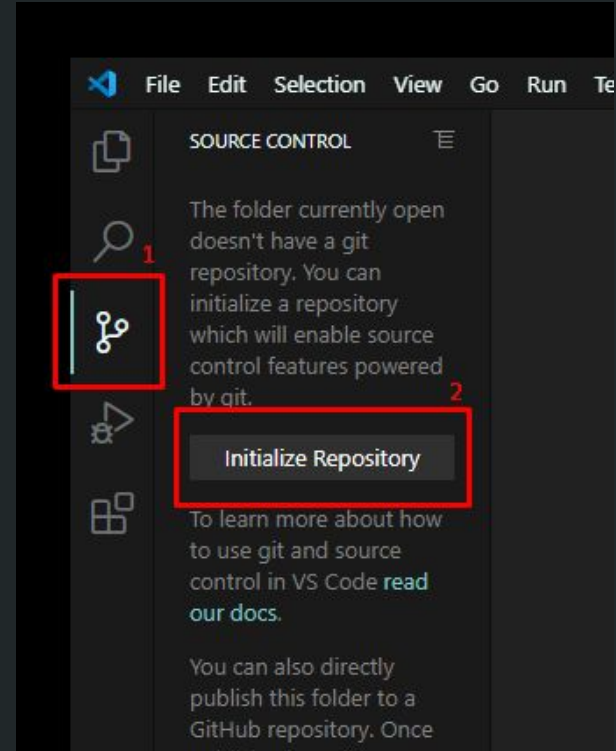 File Edit Selection View Go Run Te
SOURCE CONTROL
The folder currently open
doesn't have a git
repository. You can
initialize a repository
which will enable source
control features powered
by git.
1
2
Initialize Repository
To learn more about how
to use git and source
control in VS Code read
our docs.
You can also directly
publish this folder to a
GitHub repository. Once